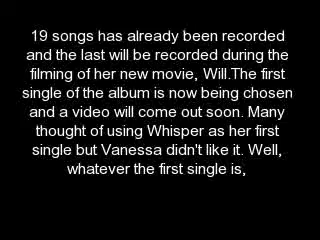 19 songs has already been recorded
and the last will be recorded during the
filming of her new movie, Will.The first
single of the album is now being chosen
and a video will come out soon. Many
thought of using Whisper as her first
single but Vanessa didn't like it. Well,
whatever the first single is,